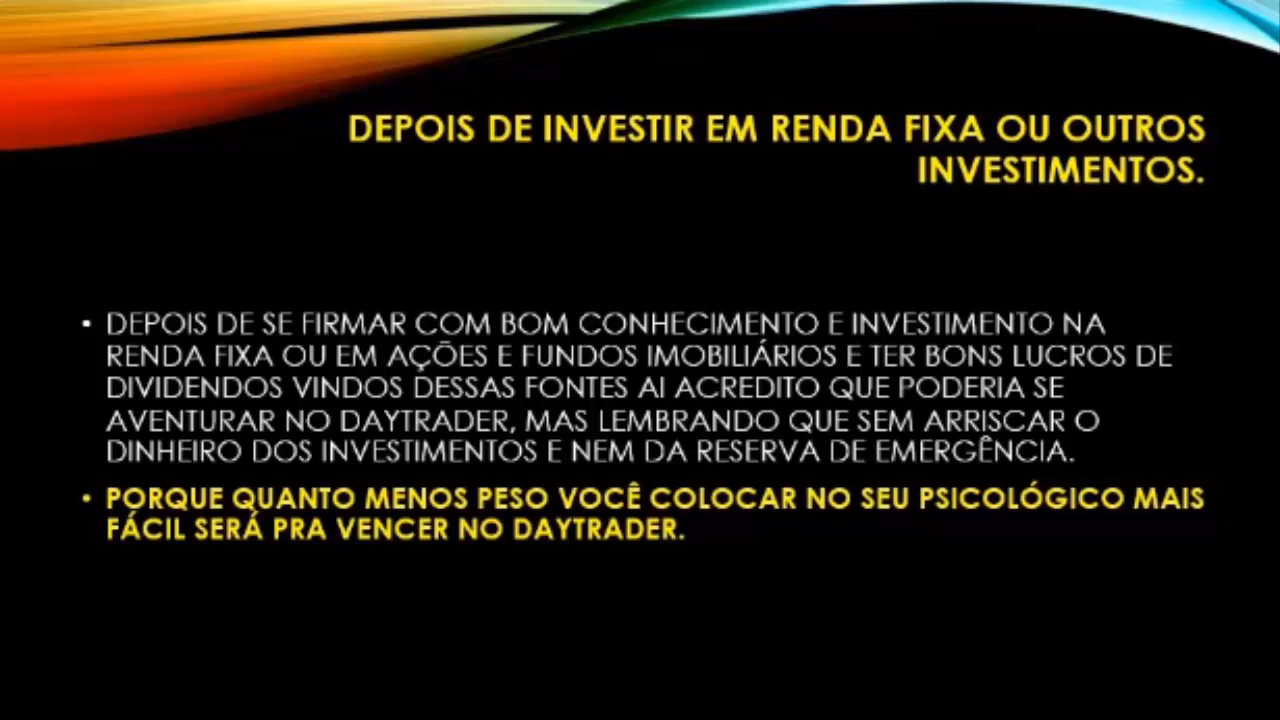 DEPOIS DE INVESTIR EM RENDA FIXA OU OUTROS
INVESTIMENTOS.
• DEPOIS DE SE FIRMAR COM BOM CONHECIMENTO E INVESTIMENTO NA
RENDA FIXA OU EM AÇÕES E FUNDOS IMOBILIÁRIOS E TER BONS LUCROS DE
DIVIDENDOS VINDOS DESSAS FONTES AI ACREDITO QUE PODERIA SE
AVENTURAR NO DAYTRADER, MAS LEMBRANDO QUE SEM ARRISCAR O
DINHEIRO DOS INVESTIMENTOS E NEM DA RESERVA DE EMERGÊNCIA.
• PORQUE QUANTO MENOS PESO VOCÊ COLOCAR NO SEU PSICOLÓGICO MAIS
FÁCIL SERÁ PRA VENCER NO DAYTRADER.